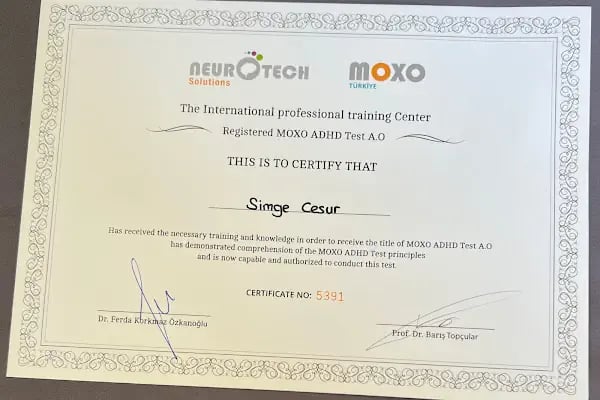 NEUROTECH
Solutions
MOXO
TÜRKİYE
The International professional training Center
Registered MOXO ADHD Test A.O
THIS IS TO CERTIFY THAT
Simge Cesur
Has received the necessary training and knowledge in order to receive the title of MOXO ADHD Test A.O
has demonstrated comprehension of the MOXO ADHD Test principles
and is now capable and authorized to conduct this test.
CERTIFICATE NO: 5391
Dr. Ferda Korkmaz Özkanoğlu
Prof. Dr. Barış Topçular